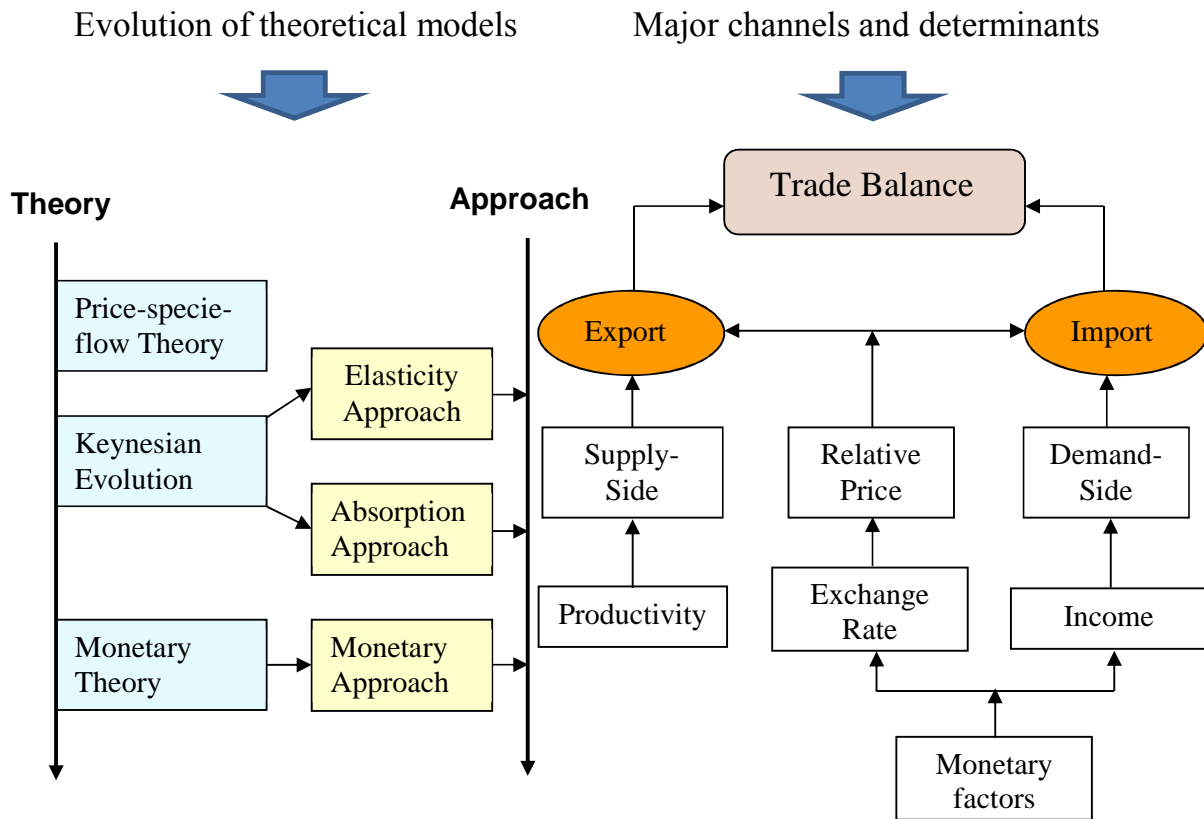 Evolution of theoretical models
Major channels and determinants
Theory
Approach
Price-specie-
flow Theory
Keynesian
Evolution
Monetary
Theory
Elasticity
Approach
Absorption
Approach
Monetary
Approach
Trade Balance
Export
Import
Supply-
Side
Relative
Price
Demand-
Side
Productivity
Exchange
Rate
Income
Monetary
factors